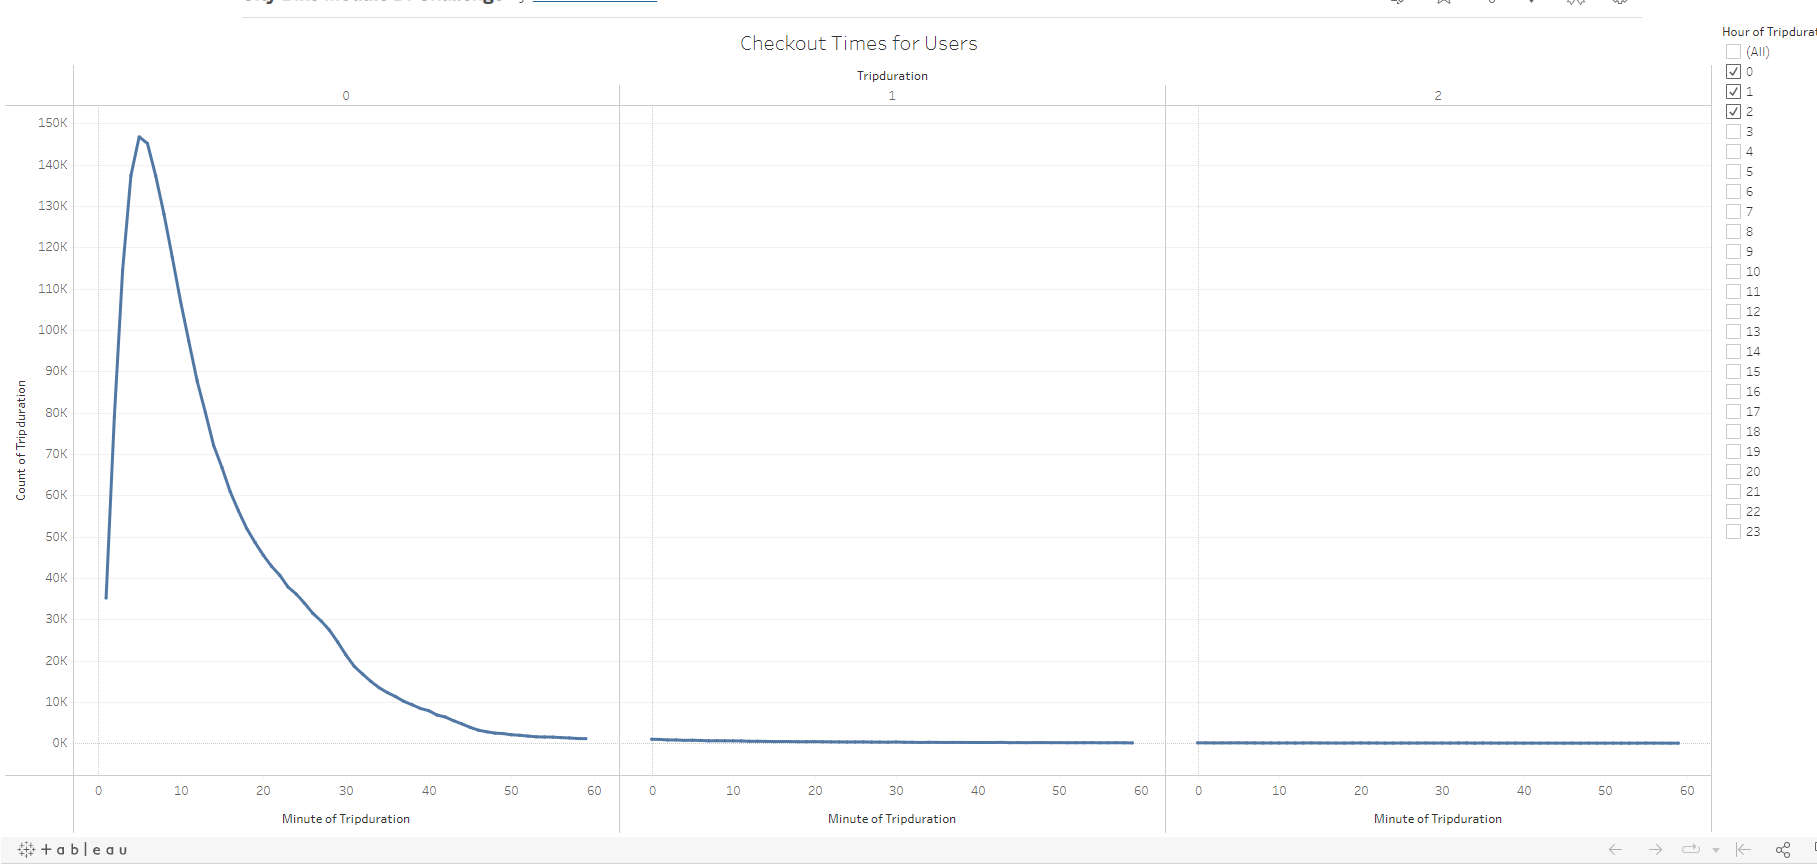 Checkout Times for Users
Hour of Tripdurat
(All)
0
1
2
3
4
5
6
7
8
9
10
11
12
13
14
15
16
17
18
19
20
21
22
23
Tripduration
0 1 2
150K
140K
130K
120K
110K
100K
90K
80K
70K
60K
50K
40K
30K
20K
10K
0K
Count of Tripduration
0 10 20 30 40 50 60 0 10 20 30 40 50 60 0 10 20 30 40 50 60
Minute of Tripduration Minute of Tripduration Minute of Tripduration
+ableau